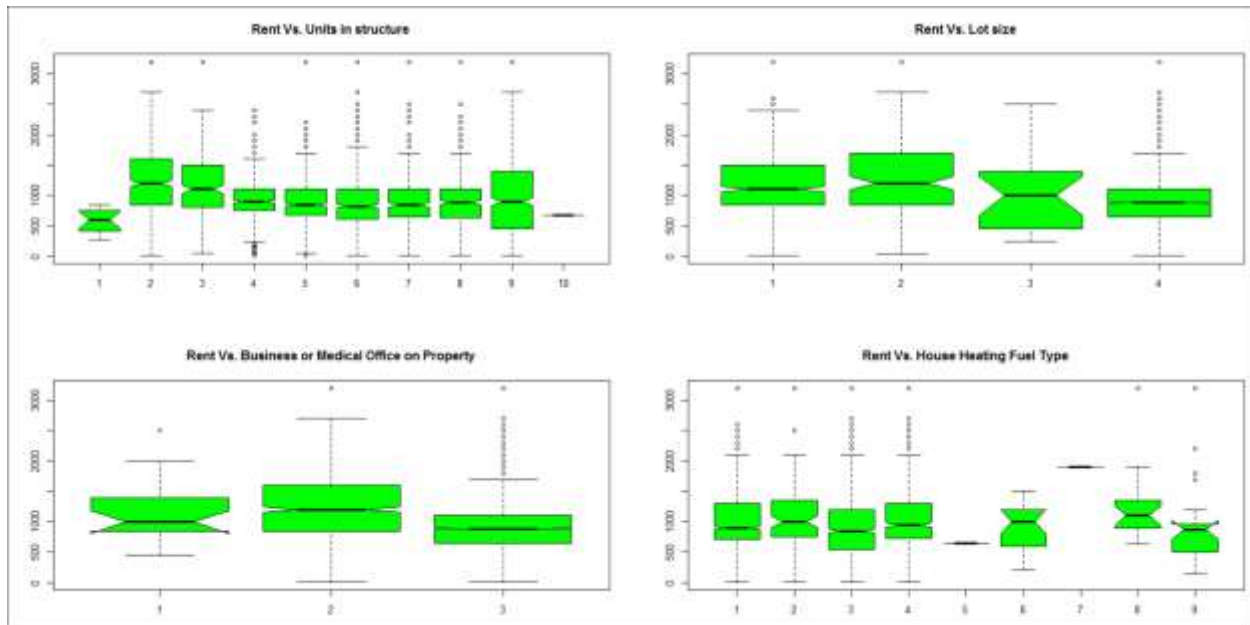 Rent Vs. Units in structure
3000
2000
1000
500
0
1 2 3 4 5 6 7 8 9 10
Rent Vs. Lot size
3000
2000
1000
500
0
1 2 3 4
Rent Vs. Business or Medical Office on Property
3000
2000
1000
500
0
1 2 3
Rent Vs. House Heating Fuel Type
3000
2000
1000
500
0
1 2 3 4 5 6 7 8 9